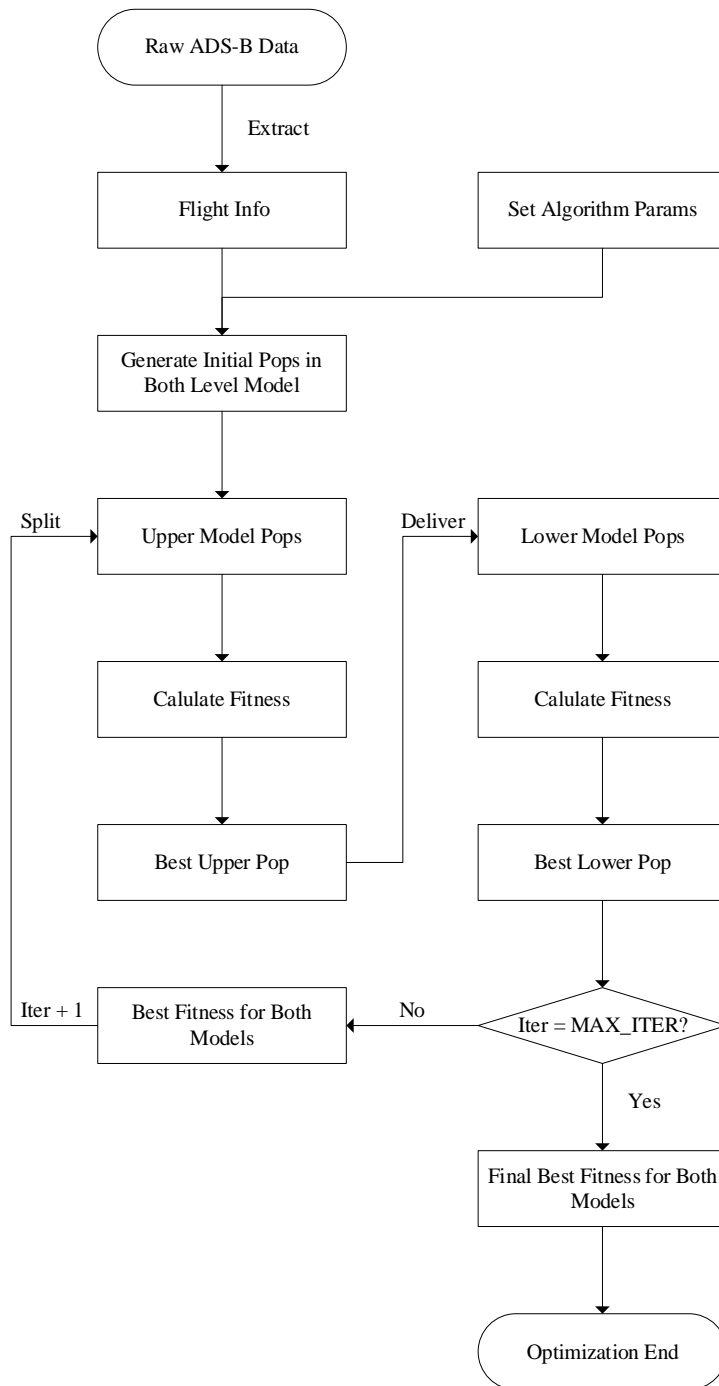 Raw ADS-B Data
Extract
Flight Info
Set Algorithm Params
Generate Initial Pops in
Both Level Model
Split
Upper Model Pops
Deliver
Lower Model Pops
Calulate Fitness
Calulate Fitness
Best Upper Pop
Best Lower Pop
Iter + 1
Best Fitness for Both
Models
No
Iter = MAX_ITER?
Yes
Final Best Fitness for Both
Models
Optimization End